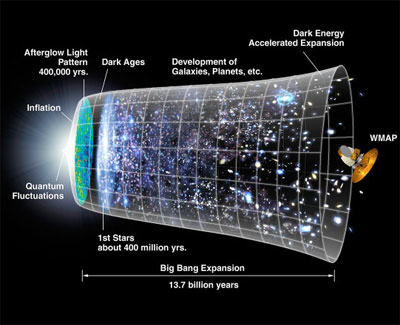 Dark Energy
Accelerated Expansion
Afterglow Light
Pattern
400,000 yrs.
Dark Ages
Development of
Galaxies, Planets, etc.
Inflation
WMAP
Quantum
Fluctuations
1st Stars
about 400 million yrs.
Big Bang Expansion
13.7 billion years